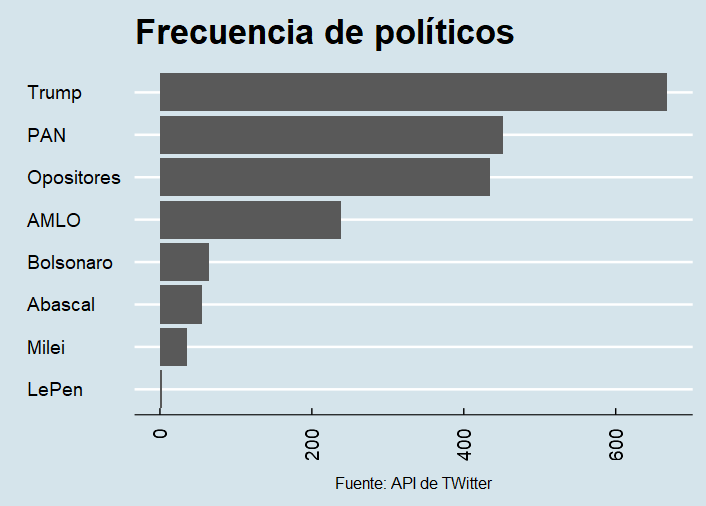 Frecuencia de políticos
Trump
PAN
Opositores
AMLO
Bolsonaro
Abascal
Milei
LePen
0
200
400
600
Fuente: API de TWitter